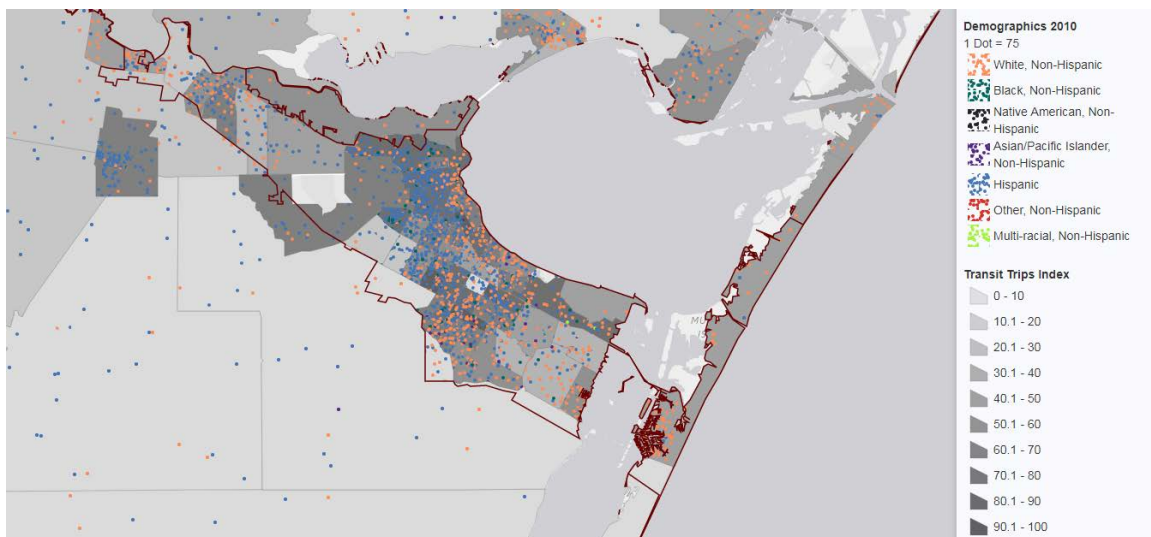 Demographics 2010
1 Dot = 75
White, Non-Hispanic
Black, Non-Hispanic
Native American, Non-
Hispanic
Asian/Pacific Islander,
Non-Hispanic
Hispanic
Other, Non-Hispanic
Multi-racial, Non-Hispanic
Transit Trips Index
0 - 10
10.1 - 20
20.1 - 30
30.1 - 40
40.1 - 50
50.1 - 60
60.1 - 70
70.1 - 80
80.1 - 90
90.1 - 100